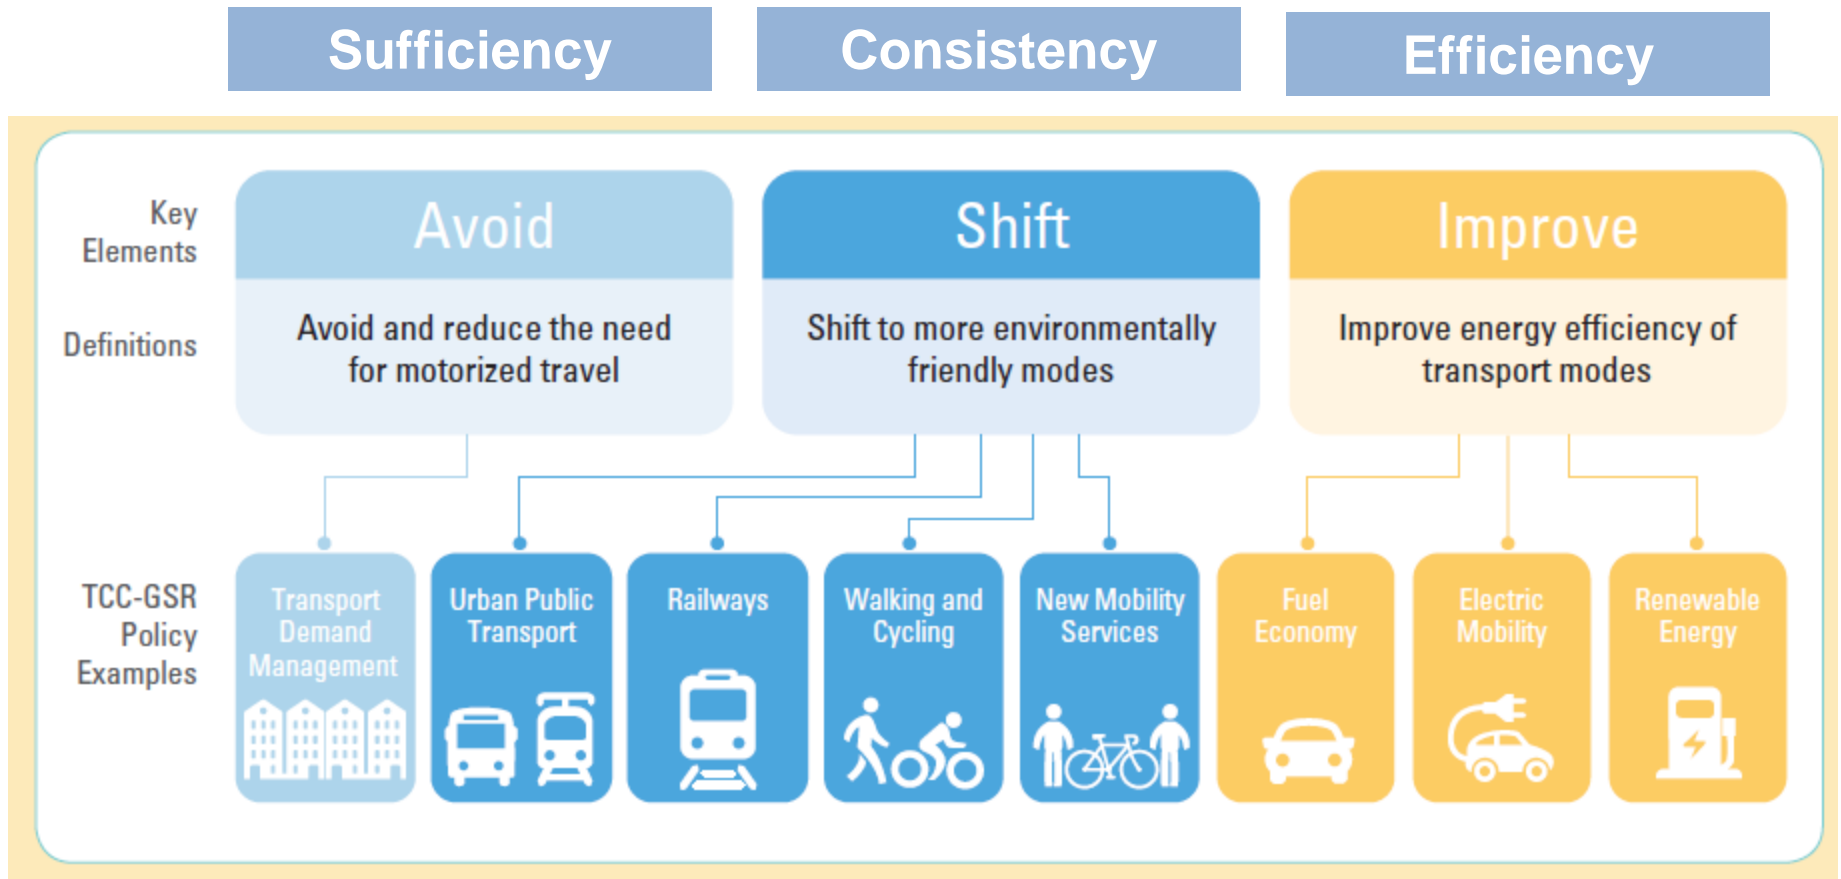 Sufficiency
Consistency
Efficiency
Key
Elements
Avoid
Shift
Improve
Definitions
Avoid and reduce the need
for motorized travel
Shift to more environmentally
friendly modes
Improve energy efficiency of
transport modes
TCC-GSR
Policy
Examples
Transport
Demand
Management
Urban Public
Transport
Railways
Walking and
Cycling
New Mobility
Services
Fuel
Economy
Electric
Mobility
Renewable
Energy